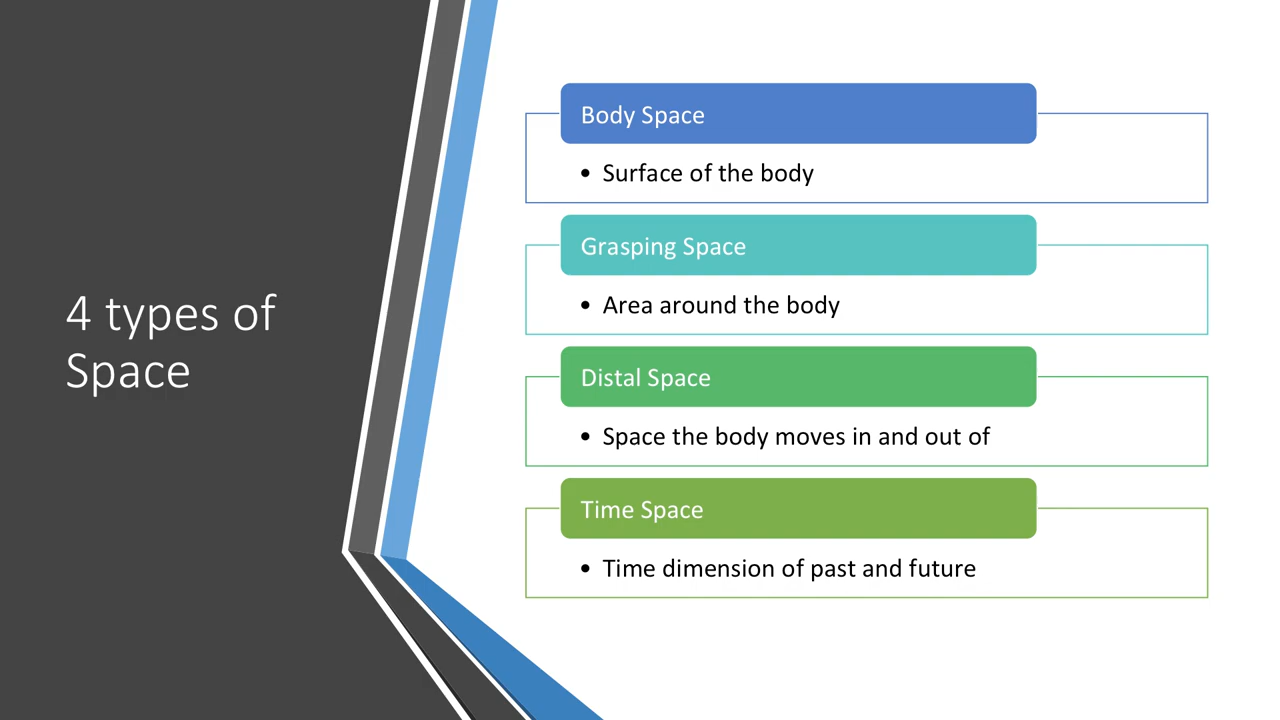 4 types of
Space
Body Space
• Surface of the body
Grasping Space
• Area around the body
Distal Space
• Space the body moves in and out of
Time Space
• Time dimension of past and future